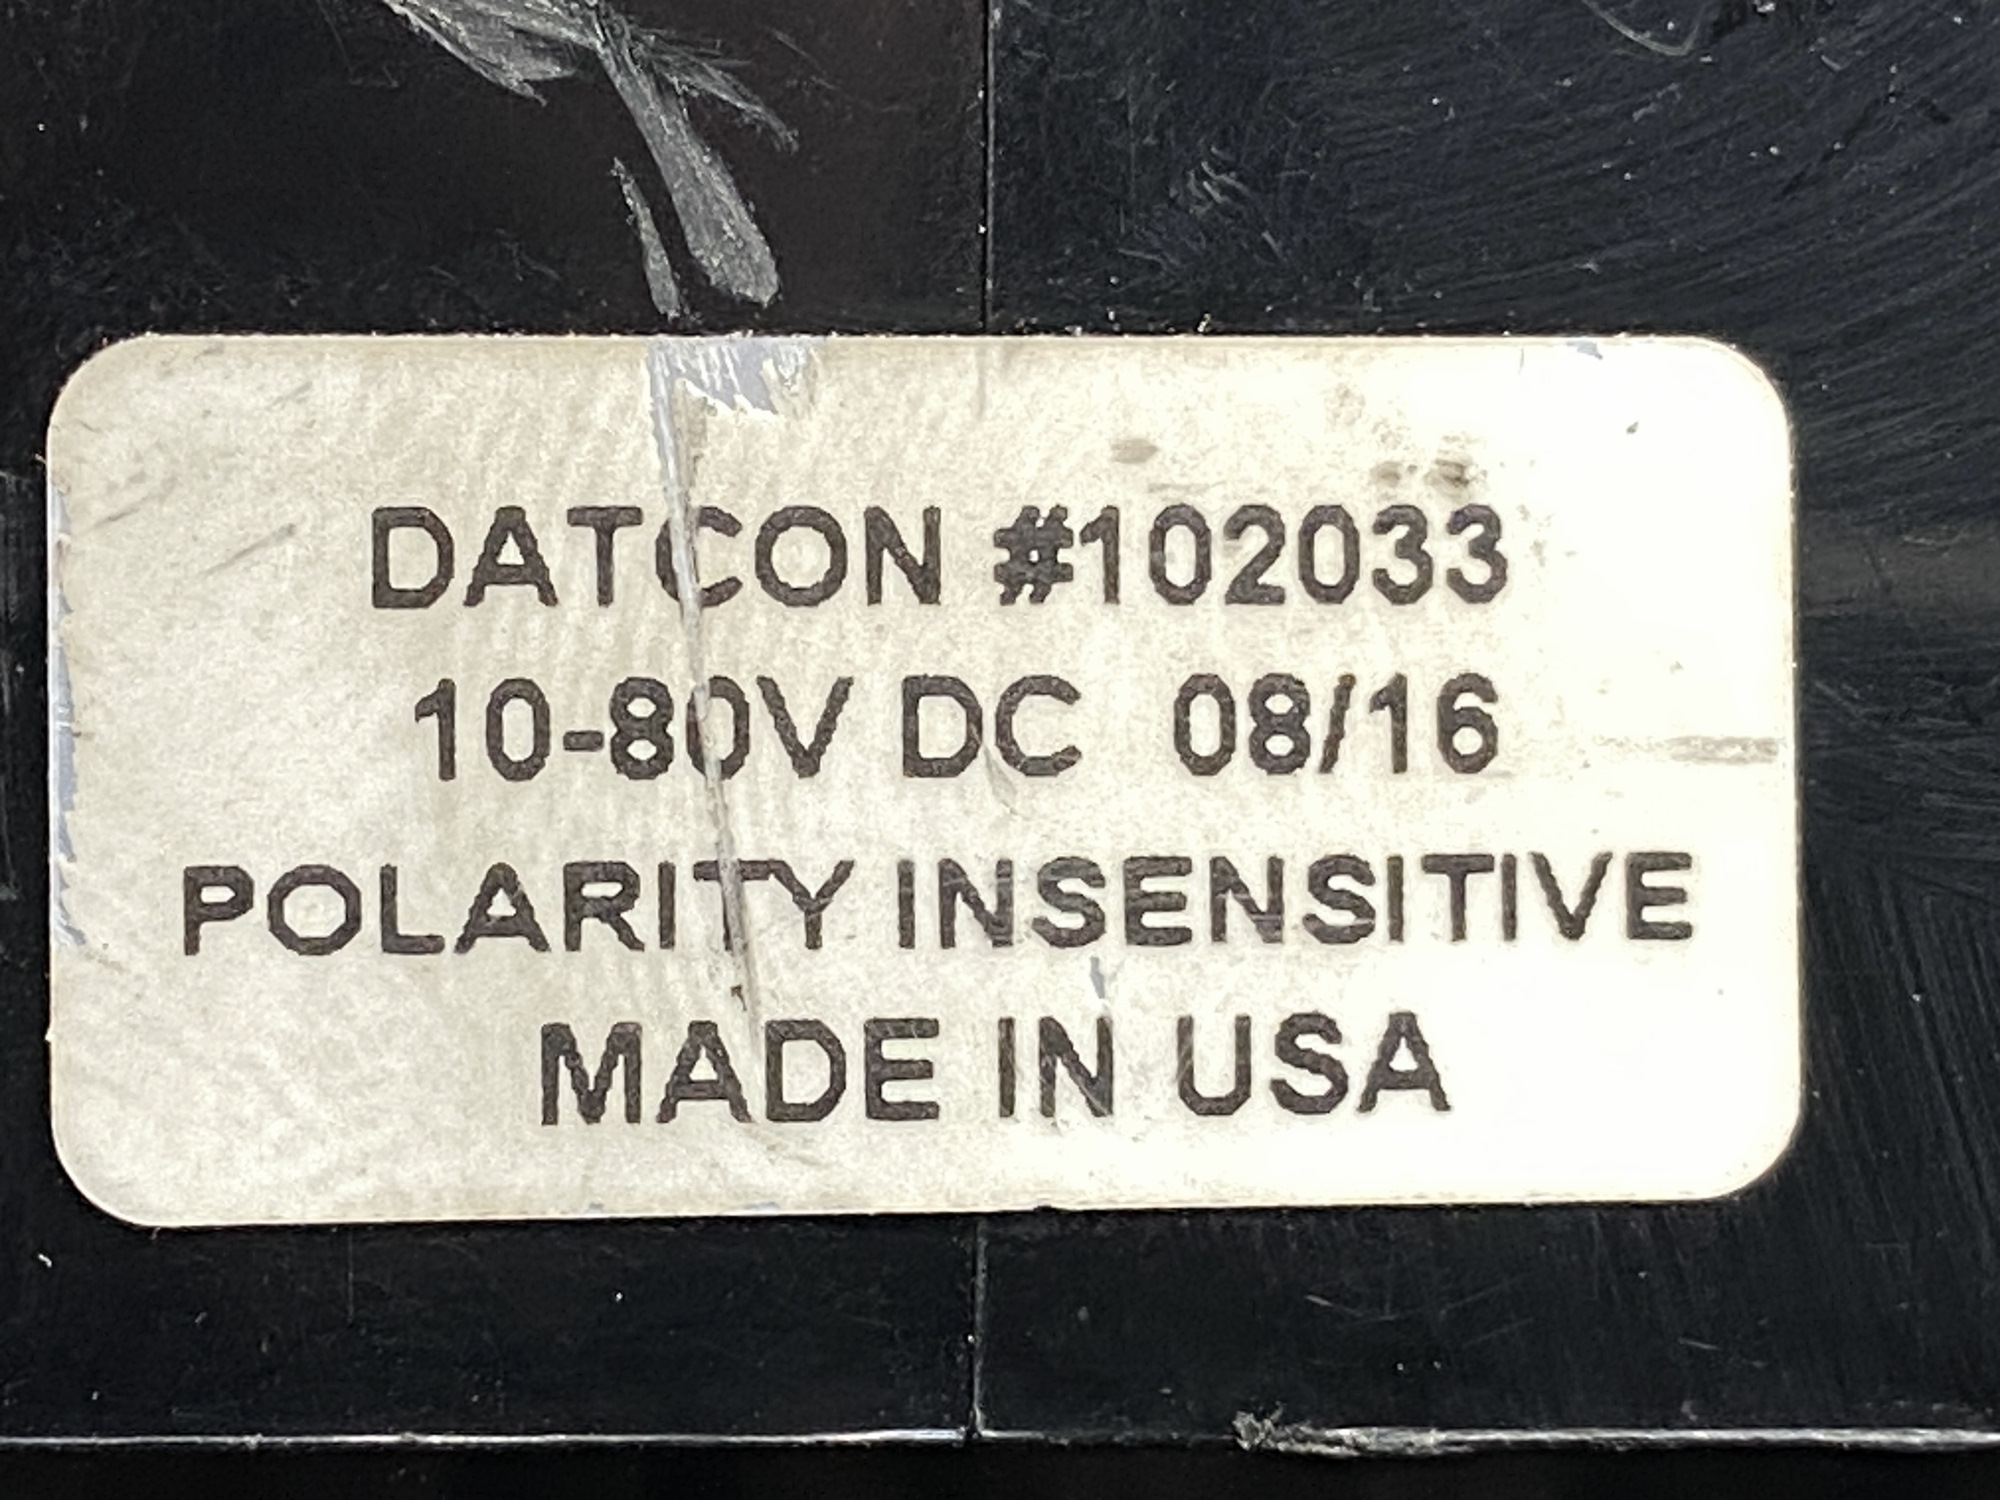 DATCON #102033
10-80V DC 08/16
POLARITY INSENSITIVE
MADE IN USA